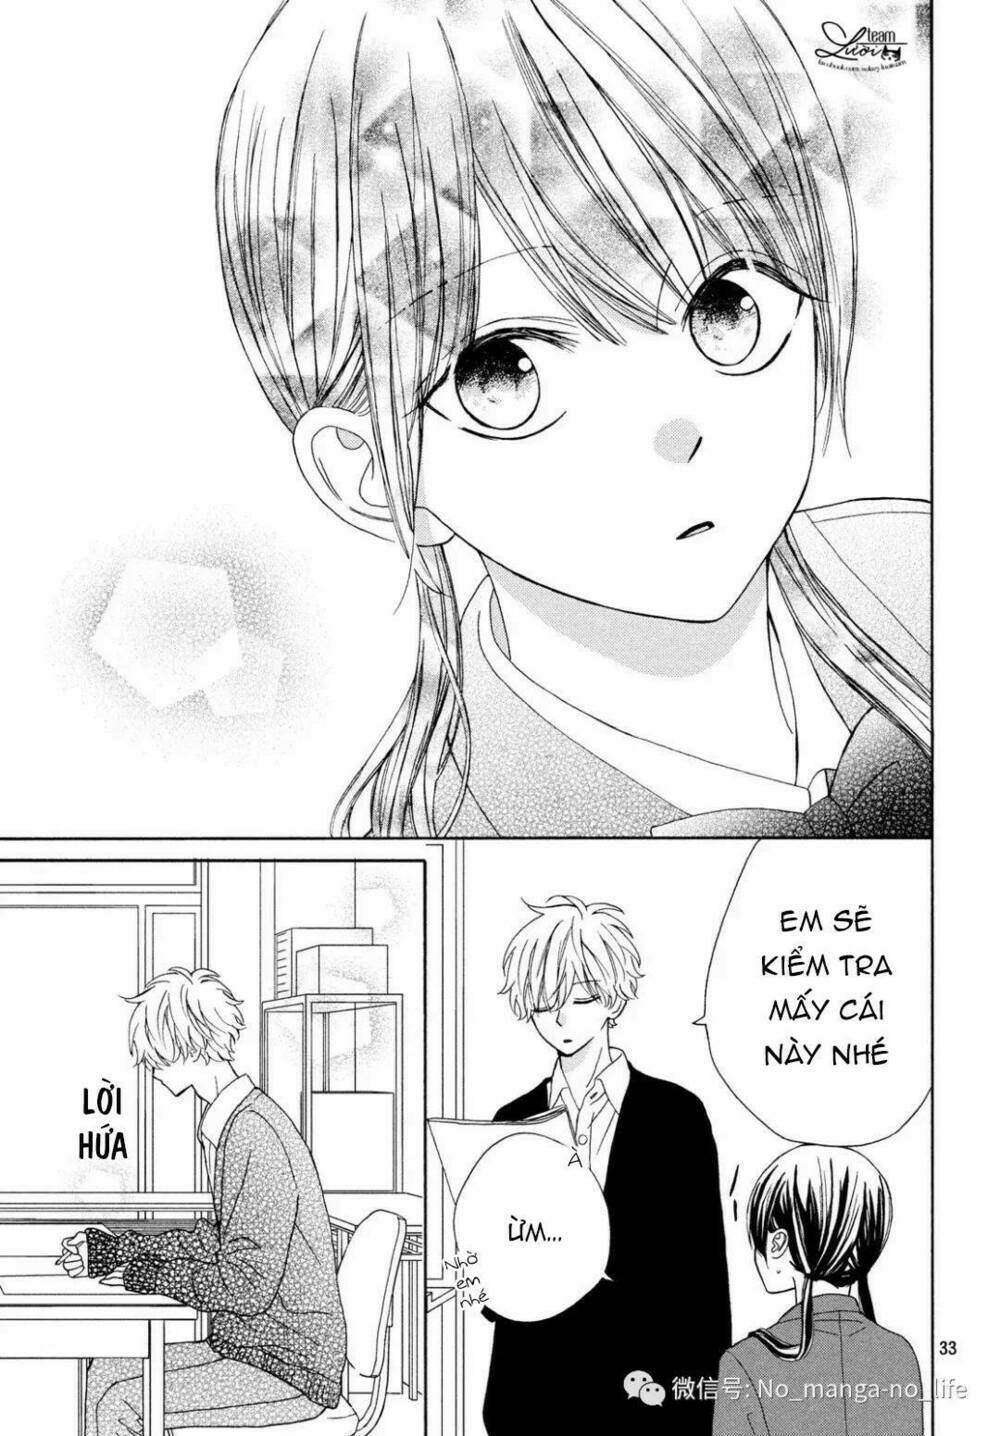 team
Lười
EM SẼ
KIỂM TRA
MẤY CÁI
NÀY NHÉ
À
ỪM...
Nhờ
em
nhé
LỜI
HỨA
33
微信号: No_manga-no_life